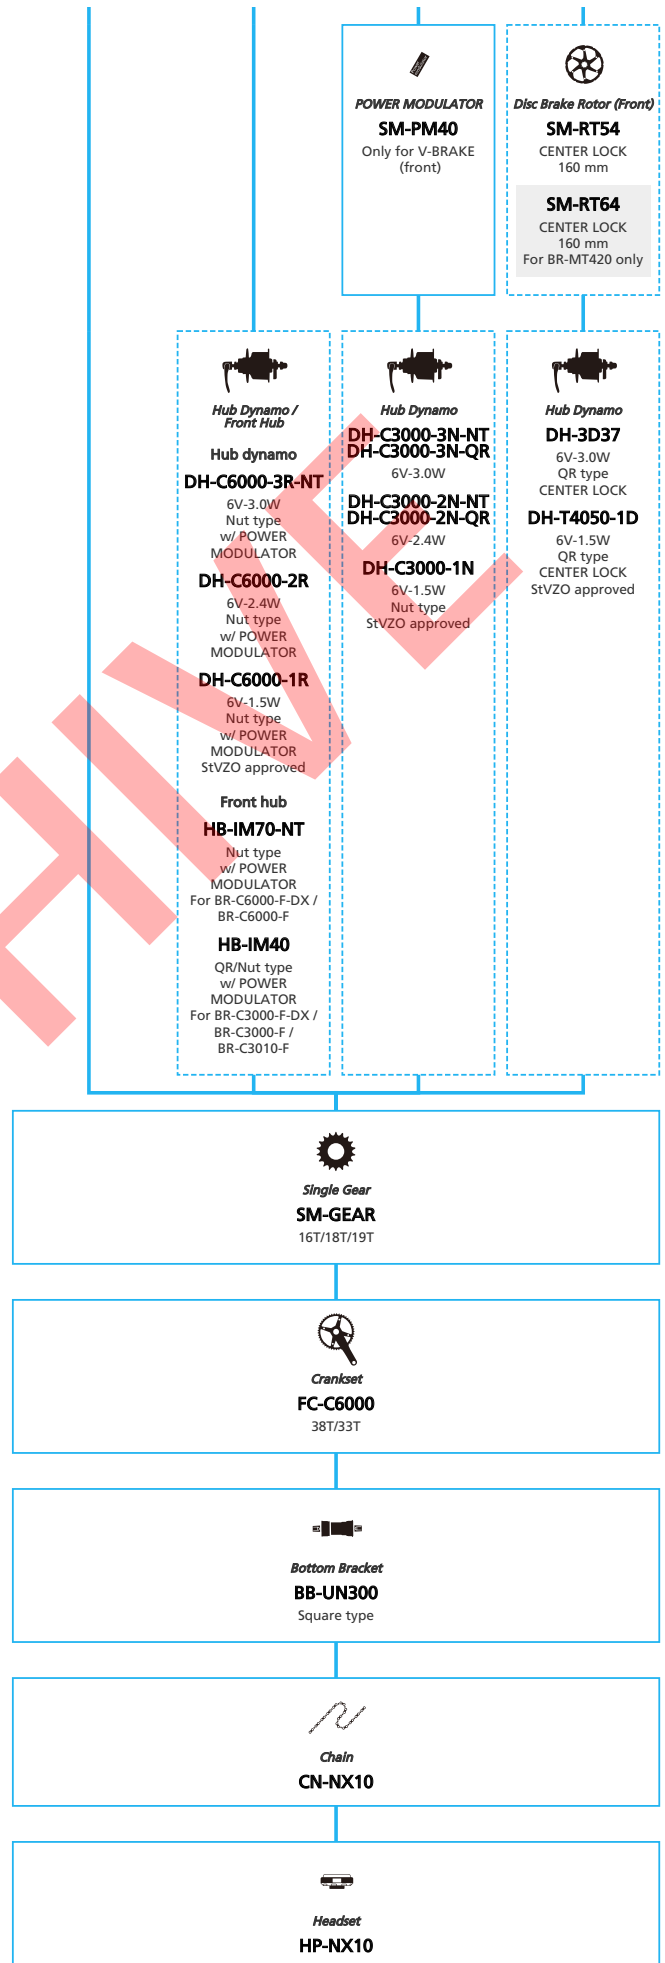 POWER MODULATOR
SM-PM40
Only for V-BRAKE
(front)
Disc Brake Rotor (Front)
SM-RT54
CENTER LOCK
160 mm
SM-RT64
CENTER LOCK
160 mm
For BR-MT420 only
Hub Dynamo /
Front Hub
Hub dynamo
DH-C6000-3R-NT
6V-3.0W
Nut type
w/ POWER
MODULATOR
DH-C6000-2R
6V-2.4W
Nut type
w/ POWER
MODULATOR
DH-C6000-1R
6V-1.5W
Nut type
w/ POWER
MODULATOR
StVZO approved
Front hub
HB-IM70-NT
Nut type
w/ POWER
MODULATOR
For BR-C6000-F-DX /
BR-C6000-F
HB-IM40
QR/Nut type
w/ POWER
MODULATOR
For BR-C3000-F-DX /
BR-C3000-F /
BR-C3010-F
Hub Dynamo
DH-C3000-3N-NT
DH-C3000-3N-QR
6V-3.0W
DH-C3000-2N-NT
DH-C3000-2N-QR
6V-2.4W
DH-C3000-1N
6V-1.5W
Nut type
StVZO approved
Hub Dynamo
DH-3D37
6V-3.0W
QR type
CENTER LOCK
DH-T4050-1D
6V-1.5W
QR type
CENTER LOCK
StVZO approved
HIVE
Single Gear
SM-GEAR
16T/18T/19T
Crankset
FC-C6000
38T/33T
Bottom Bracket
BB-UN300
Square type
Chain
CN-NX10
Headset
HP-NX10